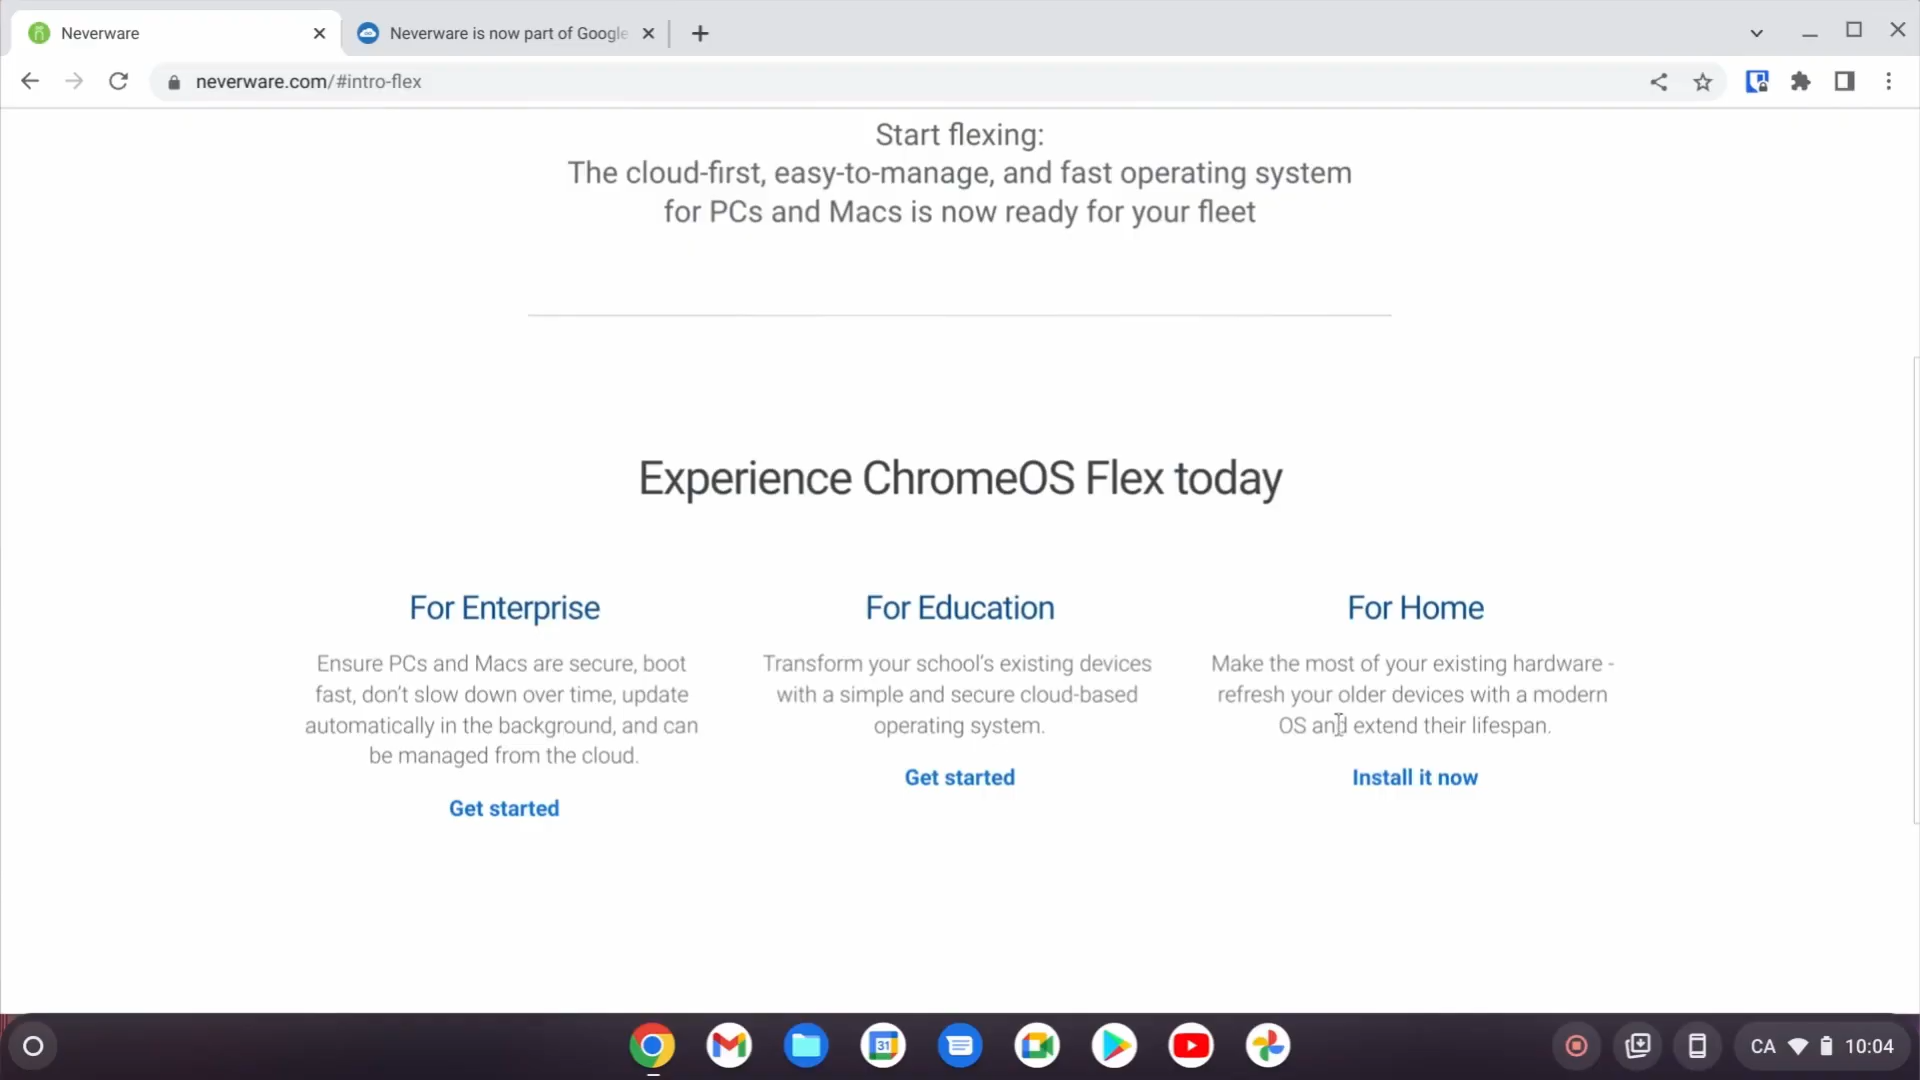 Neverware
Neverware is now part of Google
neverware.com/#intro-flex
Start flexing:
The cloud-first, easy-to-manage, and fast operating system
for PCs and Macs is now ready for your fleet
Experience ChromeOS Flex today
For Enterprise
Ensure PCs and Macs are secure, boot
fast, don't slow down over time, update
automatically in the background, and can
be managed from the cloud.
Get started
For Education
Transform your school's existing devices
with a simple and secure cloud-based
operating system.
Get started
For Home
Make the most of your existing hardware -
refresh your older devices with a modern
OS and extend their lifespan.
Install it now
31
CA
10:04